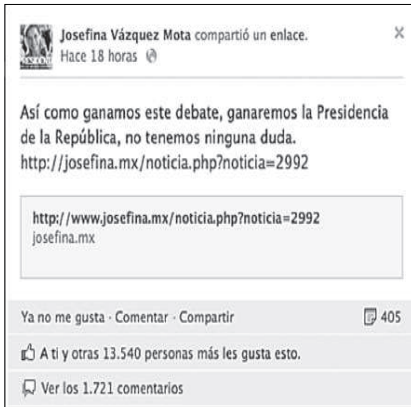 Josefina Vázquez Mota compartió un enlace.
Hace 18 horas
Así como ganamos este debate, ganaremos la Presidencia
de la República, no tenemos ninguna duda.
http://josefina.mx/noticia.php?noticia=2992
http://www.josefina.mx/noticia.php?noticia=2992
josefina.mx
Ya no me gusta · Comentar · Compartir 405
A ti y otras 13.540 personas más les gusta esto.
Ver los 1.721 comentarios